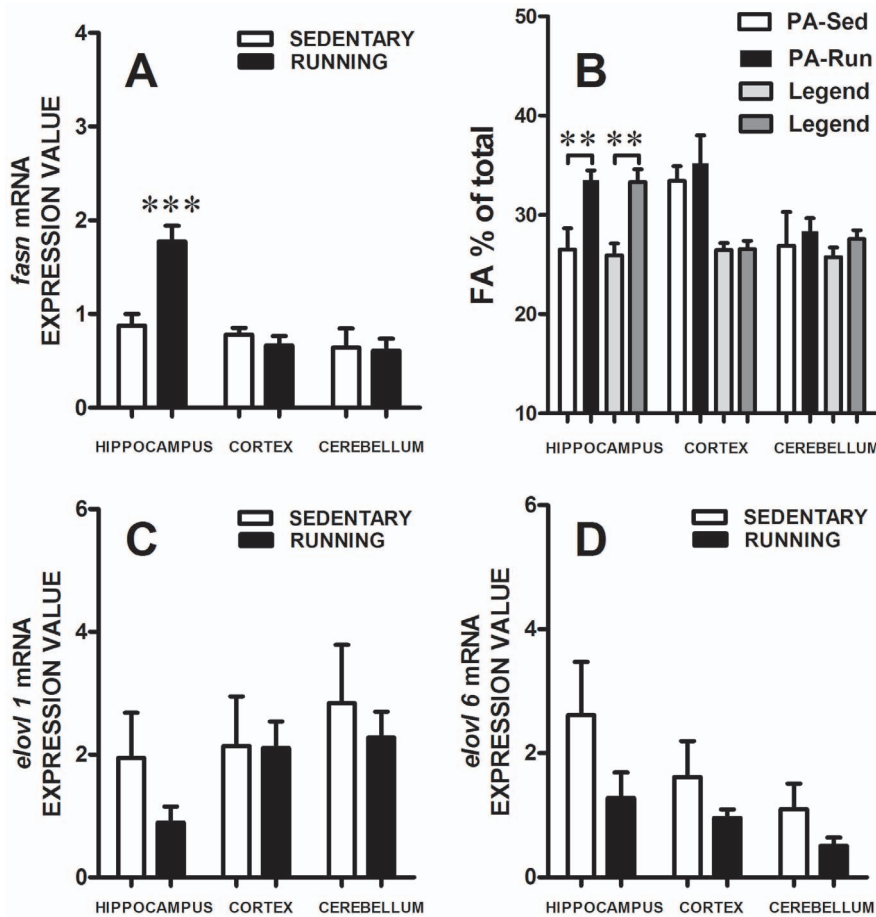 A
SEDENTARY
RUNNING
fasn mRNA
EXPRESSION VALUE
4
3
2
1
0
***
HIPPOCAMPUS CORTEX CEREBELLUM
B
PA-Sed
PA-Run
Legend
Legend
FA % of total
50
40
30
20
10
** **
HIPPOCAMPUS CORTEX CEREBELLUM
C
SEDENTARY
RUNNING
elovl 1 mRNA
EXPRESSION VALUE
6
4
2
0
HIPPOCAMPUS CORTEX CEREBELLUM
D
SEDENTARY
RUNNING
elovl 6 mRNA
EXPRESSION VALUE
6
4
2
0
HIPPOCAMPUS CORTEX CEREBELLUM